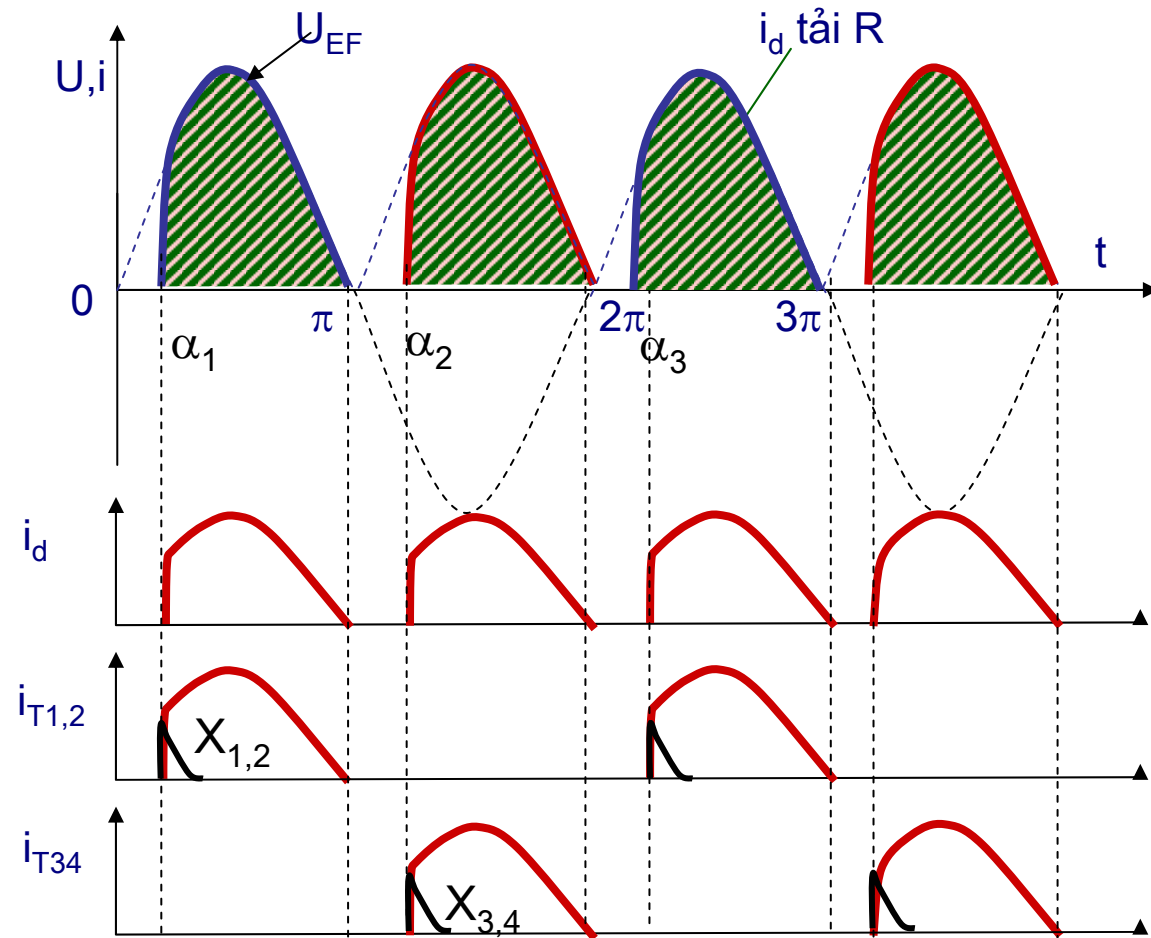 U_EF
i_d tải R
U,i
t
0
π
2π
3π
α_1
α_2
α_3
i_d
i_T1,2
X_1,2
i_T34
X_3,4